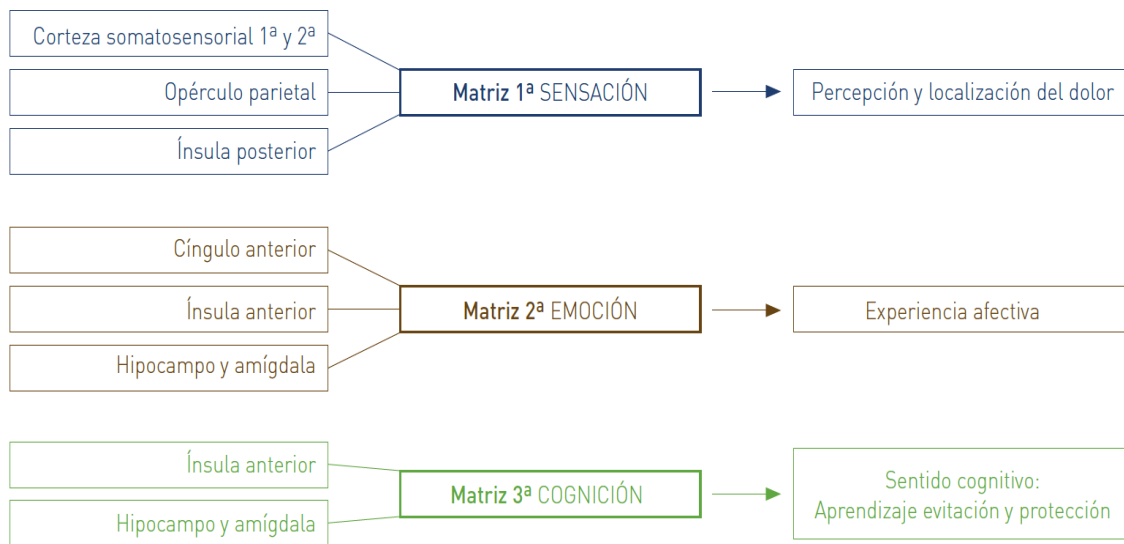 Corteza somatosensorial 1ª y 2ª
Opérculo parietal
Ínsula posterior
Matriz 1ª SENSACIÓN
Percepción y localización del dolor
Cíngulo anterior
Ínsula anterior
Hipocampo y amígdala
Matriz 2ª EMOCIÓN
Experiencia afectiva
Ínsula anterior
Hipocampo y amígdala
Matriz 3ª COGNICIÓN
Sentido cognitivo:
Aprendizaje evitación y protección